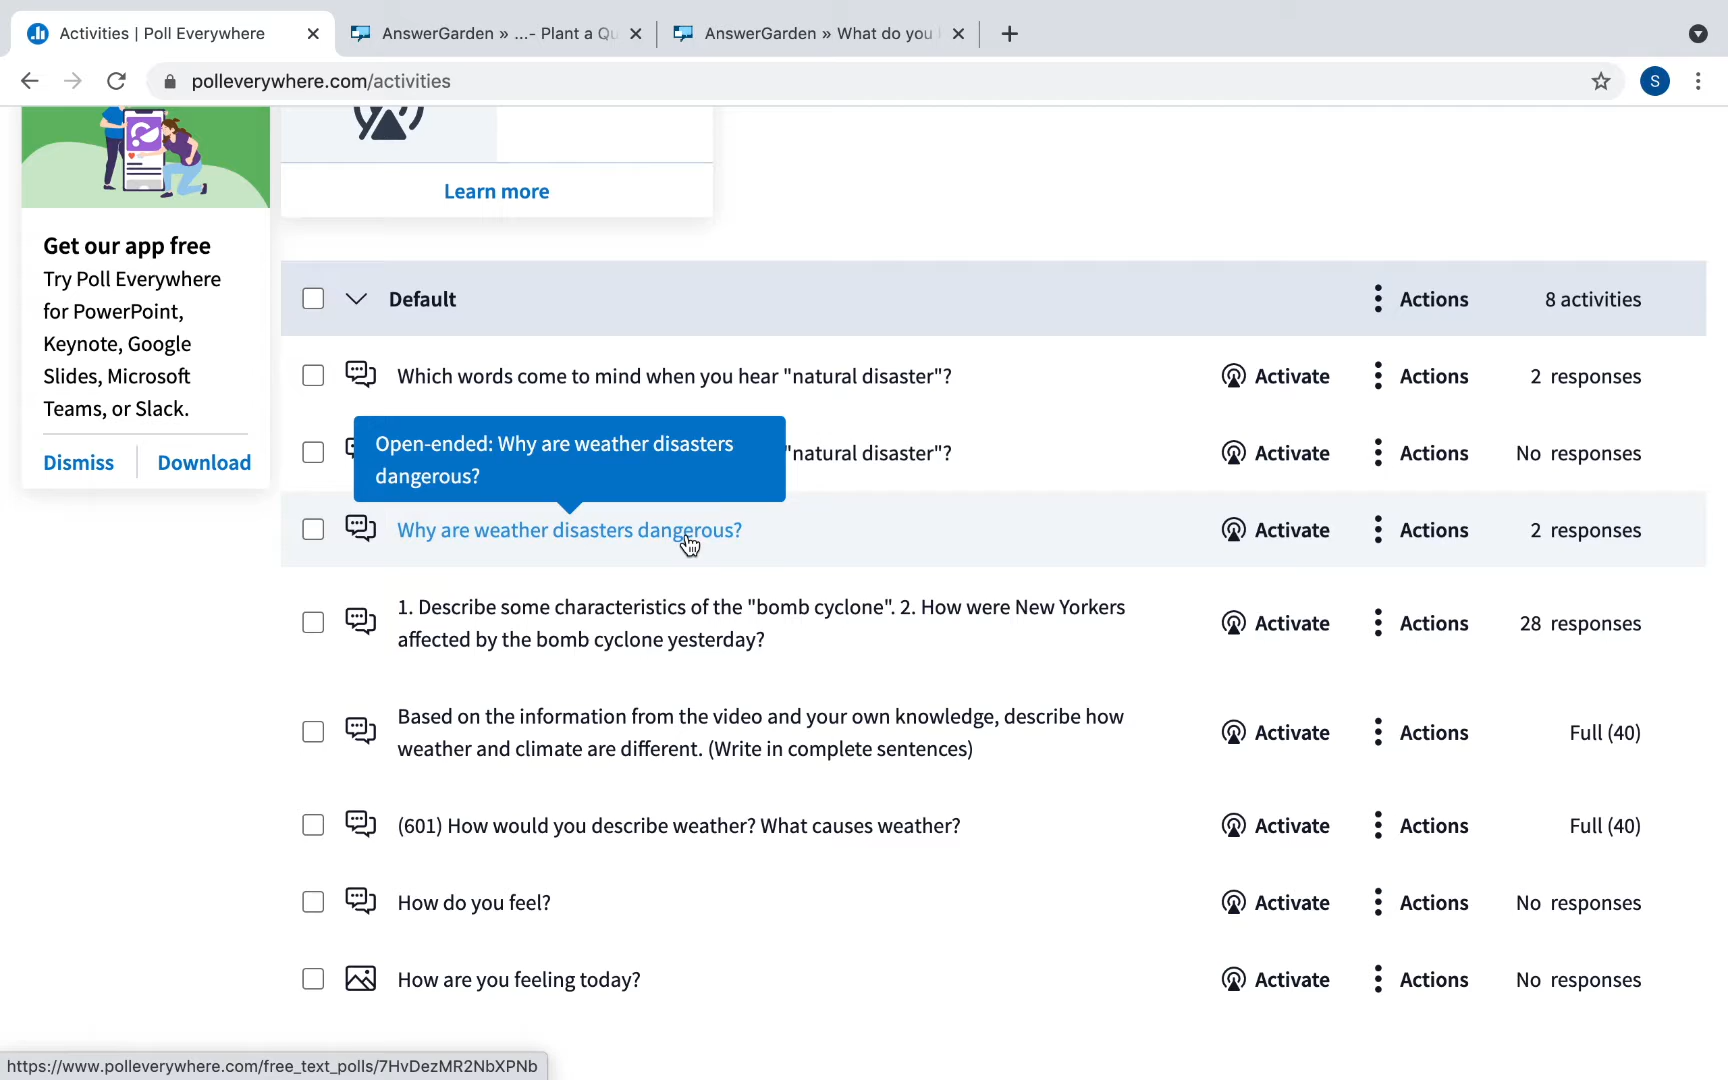 Activities | Poll Everywhere
AnswerGarden » ...- Plant a Qu
AnswerGarden » What do you
polleverywhere.com/activities
S
Learn more
Get our app free
Try Poll Everywhere
for PowerPoint,
Keynote, Google
Slides, Microsoft
Teams, or Slack.
Dismiss
Download
Default
Actions
8 activities
Which words come to mind when you hear "natural disaster"?
Activate
Actions
2 responses
Open-ended: Why are weather disasters
dangerous?
"natural disaster"?
Activate
Actions
No responses
Why are weather disasters dangerous?
Activate
Actions
2 responses
1. Describe some characteristics of the "bomb cyclone". 2. How were New Yorkers
affected by the bomb cyclone yesterday?
Activate
Actions
28 responses
Based on the information from the video and your own knowledge, describe how
weather and climate are different. (Write in complete sentences)
Activate
Actions
Full (40)
(601) How would you describe weather? What causes weather?
Activate
Actions
Full (40)
How do you feel?
Activate
Actions
No responses
How are you feeling today?
Activate
Actions
No responses
https://www.polleverywhere.com/free_text_polls/7HvDezMR2NbXPNb